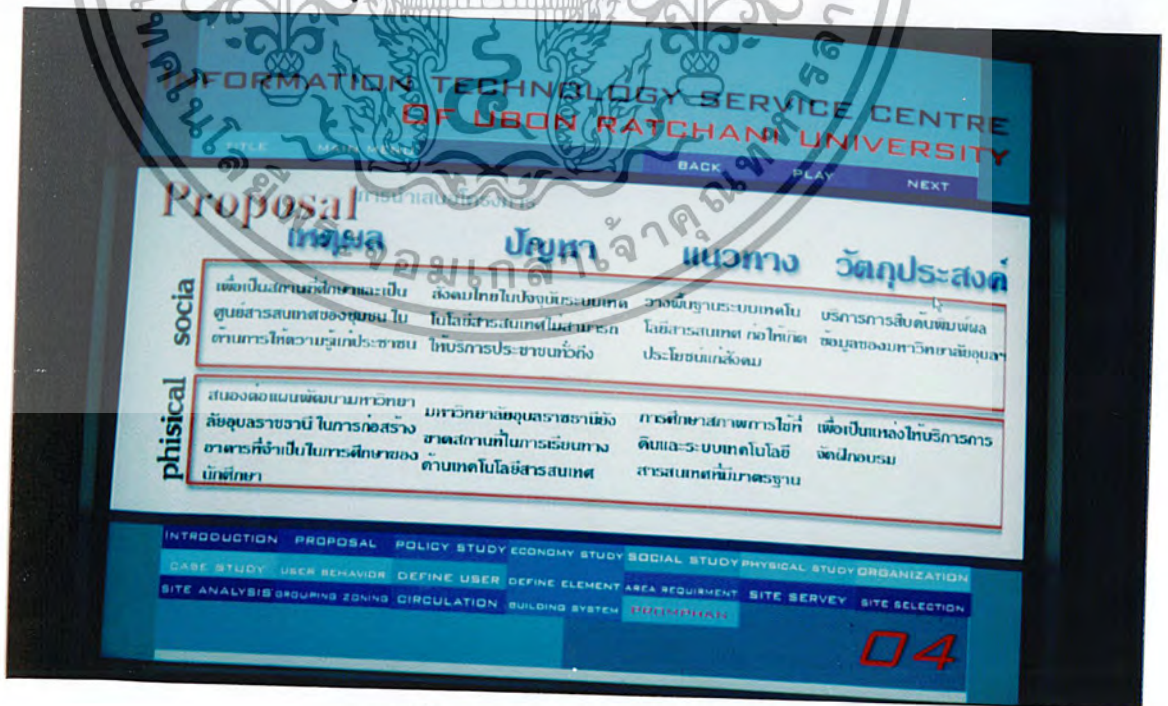 INFORMATION TECHNOLOGY SERVICE CENTRE
OF UBON RATCHANI UNIVERSITY
TITLE MAIN MENU BACK PLAY NEXT
Proposal การนำเสนอโครงการ
เหตุผล ปัญหา แนวทาง วัตถุประสงค์
socia
เพื่อเป็นสถานที่ศึกษาและเป็น
ศูนย์สารสนเทศของชุมชน ใน
ด้านการให้ความรู้แก่ประชาชน
สังคมไทยในปัจจุบันระบบเทค
โนโลยีสารสนเทศไม่สามารถ
ให้บริการประชาขนทั่วถึง
วางพื้นฐานระบบเทคโน
โลยีสารสนเทศ ก่อให้เกิด
ประโยชน์แก่สังคม
บริการการสืบค้นพิมพ์ผล
ข้อมูลของมหาวิทยาลัยอุบลฯ
phisical
สนองต่อแผนพัฒนามหาวิทยา
ลัยอุบลราชธานี ในการก่อสร้าง
อาคารที่จำเป็นในการศึกษาของ
นักศึกษา
มหาวิทยาลัยอุบลราชธานียัง
ขาดสถานที่ในการเรียนทาง
ด้านเทคโนโลยีสารสนเทศ
การศึกษาสภาพการใช้ที่
ดินและระบบเทคโนโลยี
สารสนเทศที่มีมาตรฐาน
เพื่อเป็นแหล่งให้บริการการ
จัดฝึกอบรม
INTRODUCTION PROPOSAL POLICY STUDY ECONOMY STUDY SOCIAL STUDY PHYSICAL STUDY ORGANIZATION
CASE STUDY USER BEHAVIOR DEFINE USER DEFINE ELEMENT AREA REQUIRMENT SITE SERVEY SITE SELECTION
SITE ANALYSIS GROUPING ZONING CIRCULATION BUILDING SYSTEM PROMPHAN
04